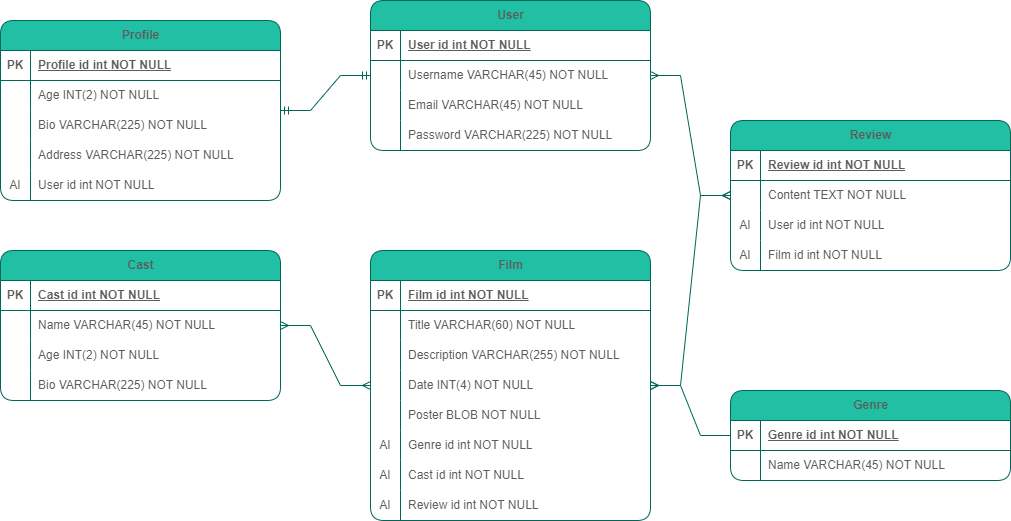 Profile
PK Profile id int NOT NULL
Age INT(2) NOT NULL
Bio VARCHAR(225) NOT NULL
Address VARCHAR(225) NOT NULL
AI User id int NOT NULL
User
PK User id int NOT NULL
Username VARCHAR(45) NOT NULL
Email VARCHAR(45) NOT NULL
Password VARCHAR(225) NOT NULL
Review
PK Review id int NOT NULL
Content TEXT NOT NULL
AI User id int NOT NULL
AI Film id int NOT NULL
Cast
PK Cast id int NOT NULL
Name VARCHAR(45) NOT NULL
Age INT(2) NOT NULL
Bio VARCHAR(225) NOT NULL
Film
PK Film id int NOT NULL
Title VARCHAR(60) NOT NULL
Description VARCHAR(255) NOT NULL
Date INT(4) NOT NULL
Poster BLOB NOT NULL
AI Genre id int NOT NULL
AI Cast id int NOT NULL
AI Review id int NOT NULL
Genre
PK Genre id int NOT NULL
Name VARCHAR(45) NOT NULL